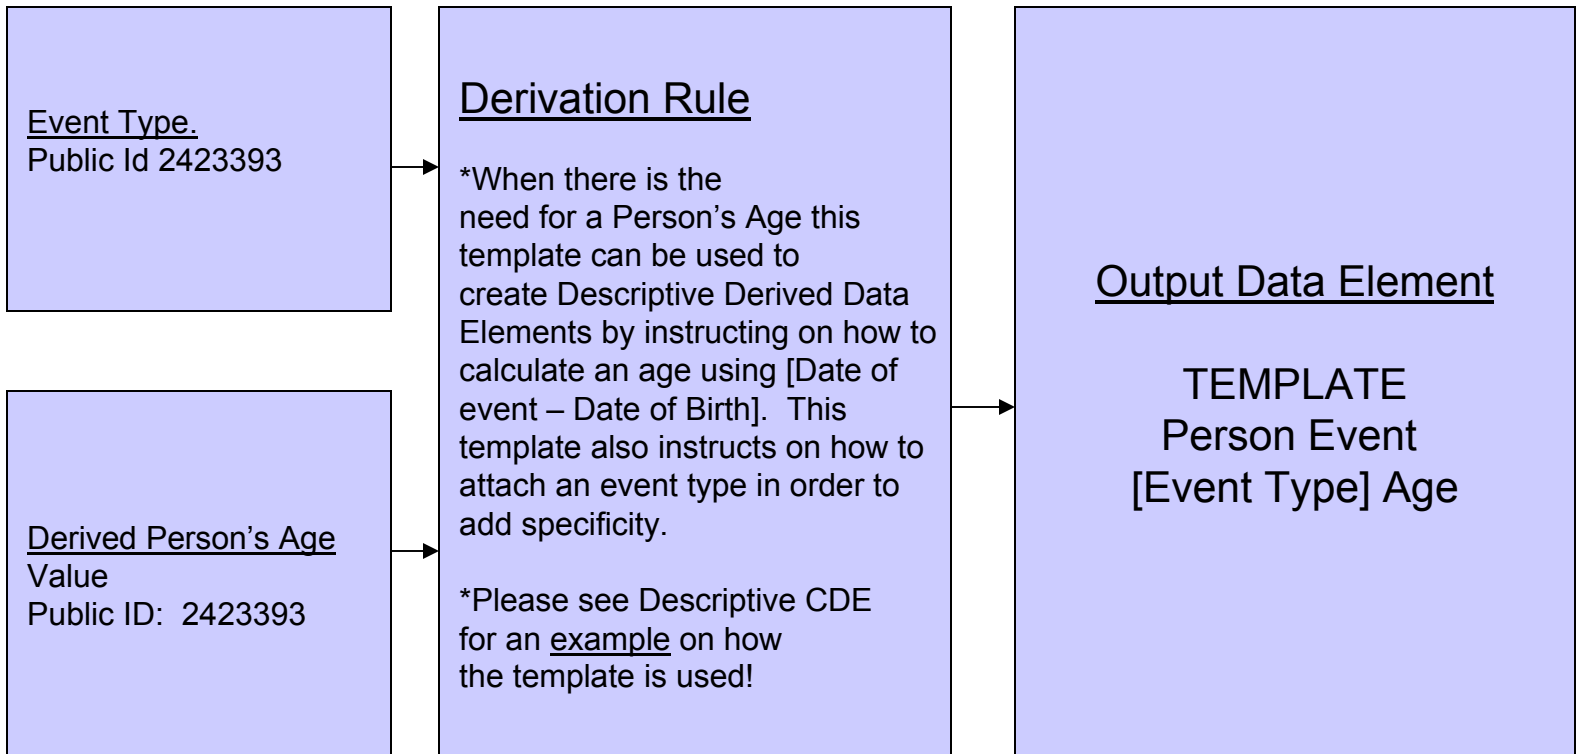 Event Type.
Public Id 2423393
Derived Person’s Age
Value
Public ID:  2423393
Derivation Rule
*When there is the
need for a Person’s Age this
template can be used to
create Descriptive Derived Data
Elements by instructing on how to
calculate an age using [Date of
event – Date of Birth].  This
template also instructs on how to
attach an event type in order to
add specificity.
*Please see Descriptive CDE
for an example on how
the template is used!
Output Data Element
TEMPLATE
Person Event
[Event Type] Age